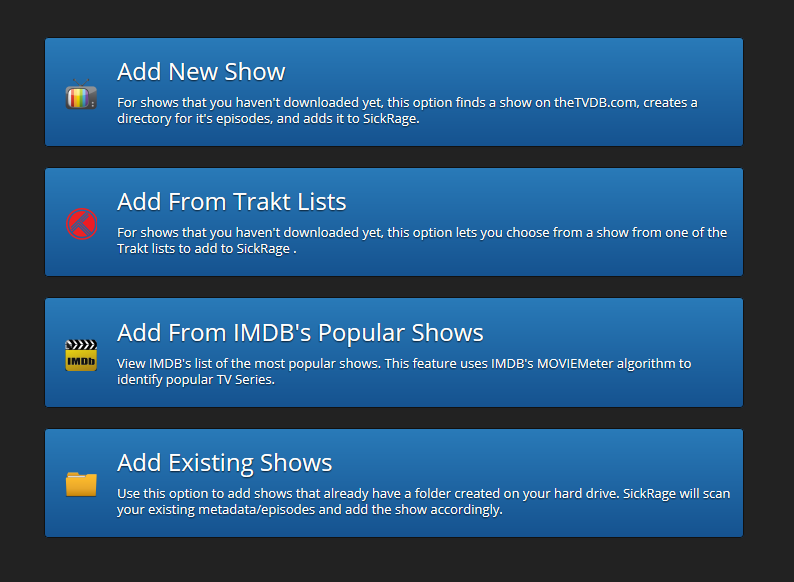 Add New Show
For shows that you haven't downloaded yet, this option finds a show on theTVDB.com, creates a
directory for it's episodes, and adds it to SickRage.
Add From Trakt Lists
For shows that you haven't downloaded yet, this option lets you choose from a show from one of the
Trakt lists to add to SickRage .
Add From IMDB's Popular Shows
IMDb
View IMDB's list of the most popular shows. This feature uses IMDB's MOVIEMeter algorithm to
identify popular TV Series.
Add Existing Shows
Use this option to add shows that already have a folder created on your hard drive. SickRage will scan
your existing metadata/episodes and add the show accordingly.